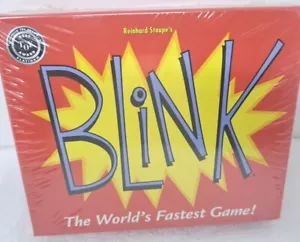 Reinhard Staupe's
BLiNK
The World's Fastest Game!